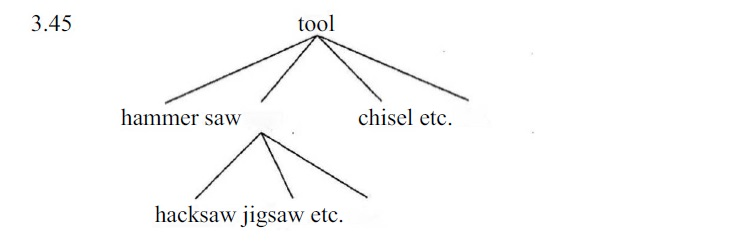 3.45 tool
hammer saw chisel etc.
hacksaw jigsaw etc.